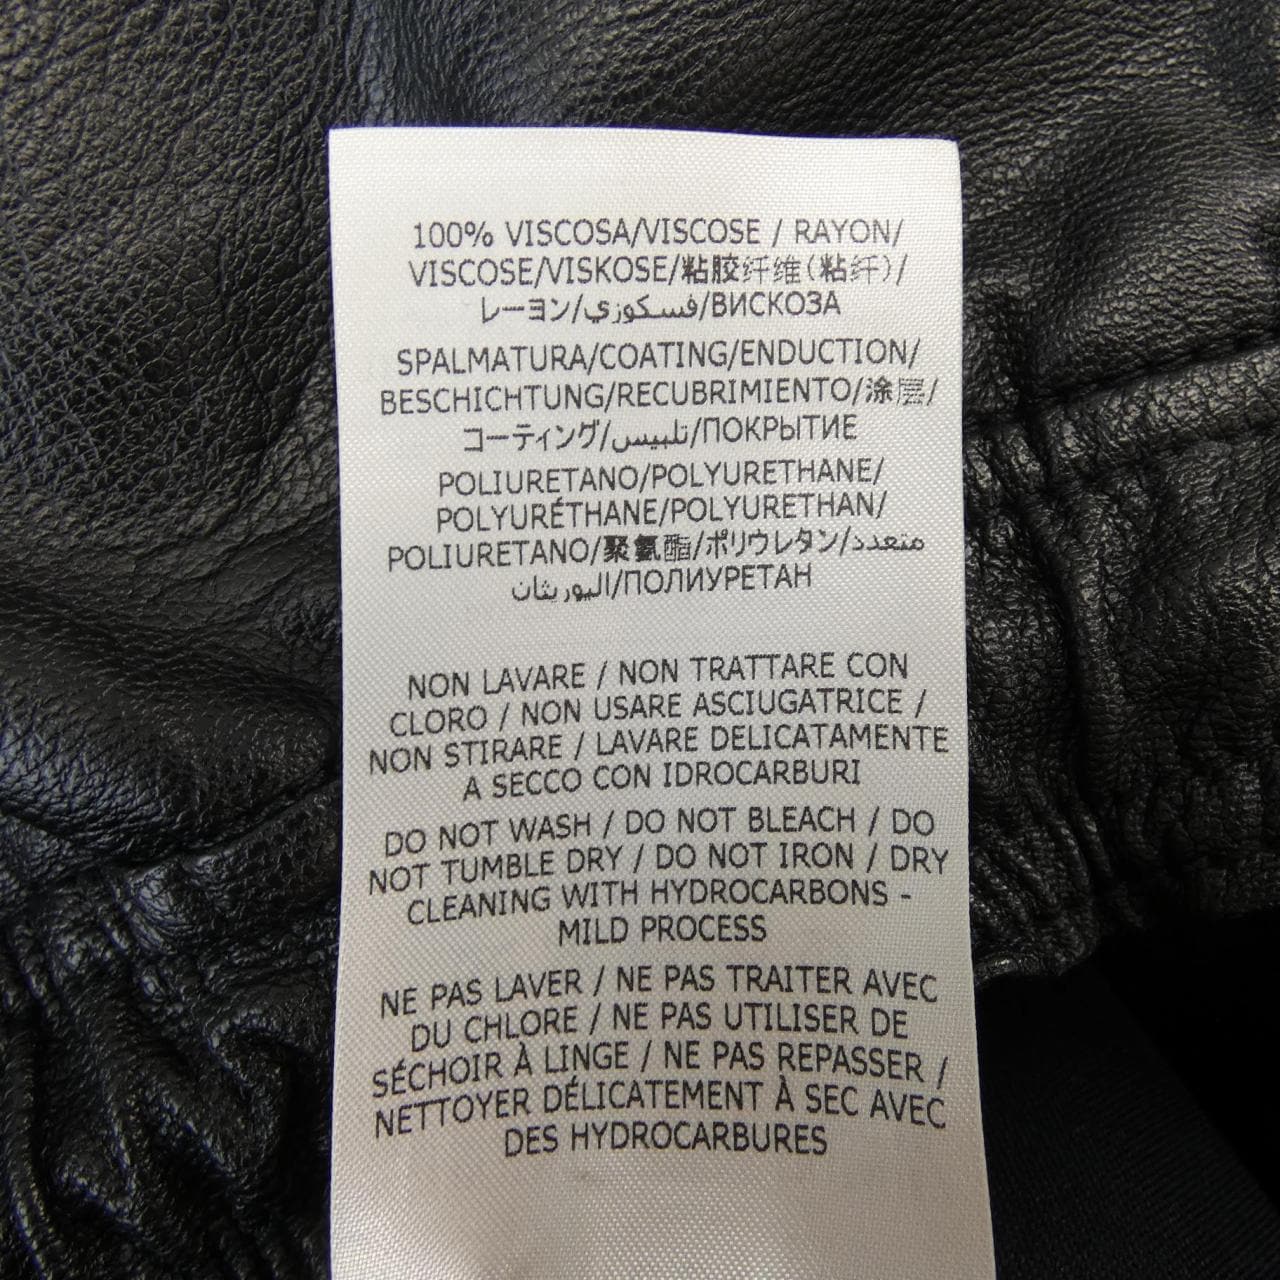 100% VISCOSA/VISCOSE / RAYON/
VISCOSE/VISKOSE/粘胶纤维(粘纤)/
レーヨン/فسكوزي/ВИСКОЗА
SPALMATURA/COATING/ENDUCTION/
BESCHICHTUNG/RECUBRIMIENTO/涂层/
コーティング/تلبيس/ПОКРЫТИЕ
POLIURETANO/POLYURETHANE/
POLYURÉTHANE/POLYURETHAN/
POLIURETANO/聚氨酯/ポリウレタン/متعدد
اليوريثان/ПОЛИУРЕТАН
NON LAVARE / NON TRATTARE CON
CLORO / NON USARE ASCIUGATRICE /
NON STIRARE / LAVARE DELICATAMENTE
A SECCO CON IDROCARBURI
DO NOT WASH / DO NOT BLEACH / DO
NOT TUMBLE DRY / DO NOT IRON / DRY
CLEANING WITH HYDROCARBONS -
MILD PROCESS
NE PAS LAVER / NE PAS TRAITER AVEC
DU CHLORE / NE PAS UTILISER DE
SÉCHOIR À LINGE / NE PAS REPASSER /
NETTOYER DÉLICATEMENT À SEC AVEC
DES HYDROCARBURES